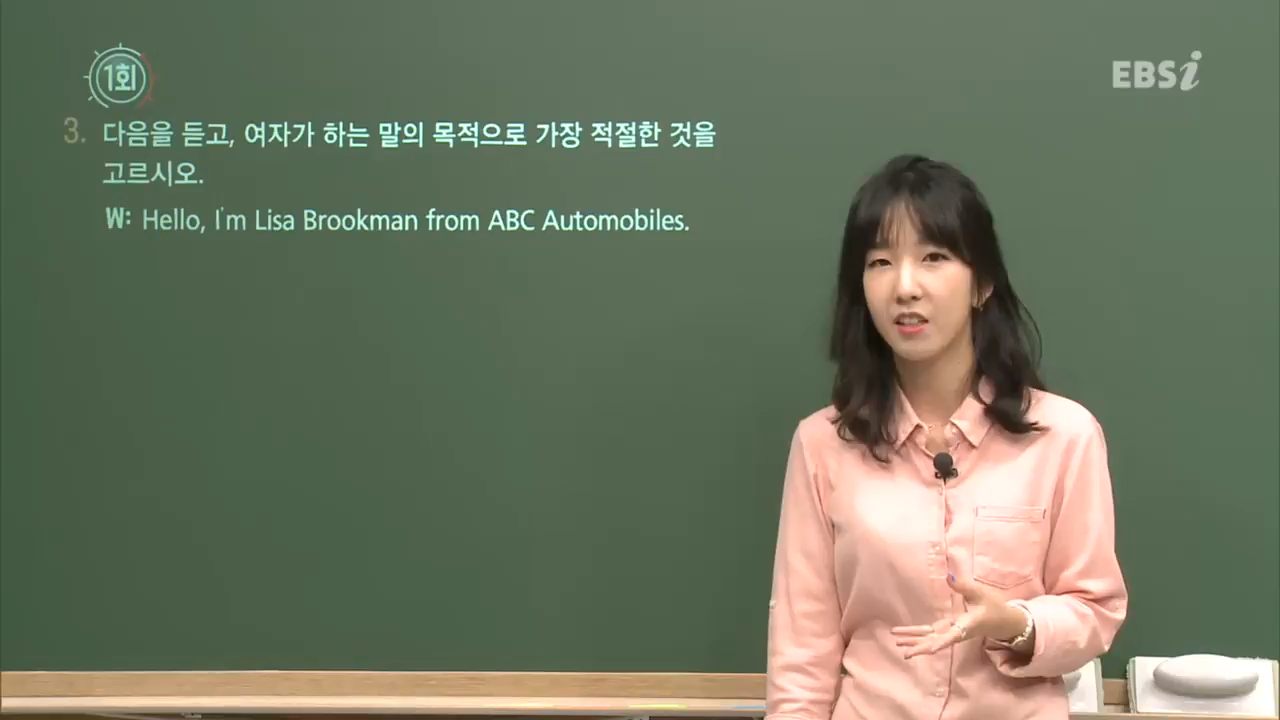 1회
EBSi
3. 다음을 듣고, 여자가 하는 말의 목적으로 가장 적절한 것을
고르시오.
W: Hello, I'm Lisa Brookman from ABC Automobiles.